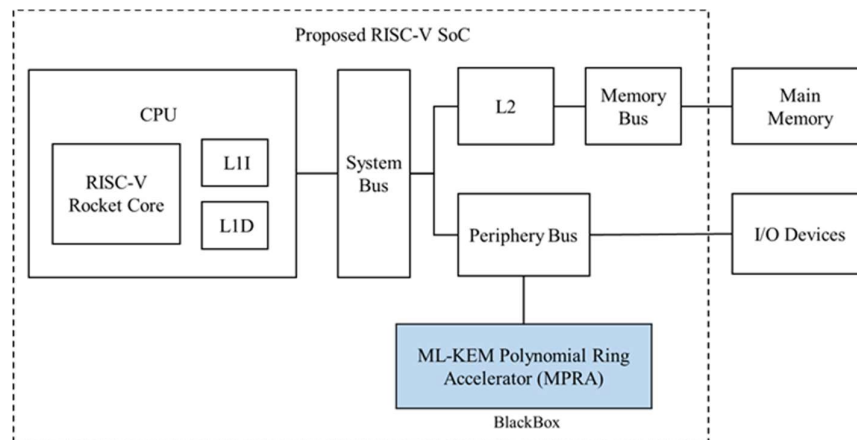 Proposed RISC-V SoC
CPU
RISC-V
Rocket Core
L1I
L1D
System
Bus
L2
Memory
Bus
Main
Memory
Periphery Bus
I/O Devices
ML-KEM Polynomial Ring
Accelerator (MPRA)
BlackBox